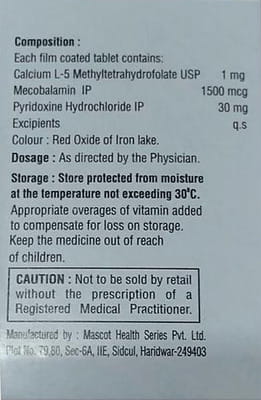 Composition :
Each film coated tablet contains:
Calcium L-5 Methyltetrahydrofolate USP 1 mg
Mecobalamin IP 1500 mcg
Pyridoxine Hydrochloride IP 30 mg
Excipients q.s
Colour : Red Oxide of Iron lake.
Dosage : As directed by the Physician.
Storage : Store protected from moisture
at the temperature not exceeding 30°C.
Appropriate overages of vitamin added
to compensate for loss on storage.
Keep the medicine out of reach
of children.
CAUTION : Not to be sold by retail
without the prescription of a
Registered Medical Practitioner.
Manufactured by : Mascot Health Series Pvt. Ltd.
Plot No. 79,80, Sec-6A, IIE, Sidcul, Haridwar-249403